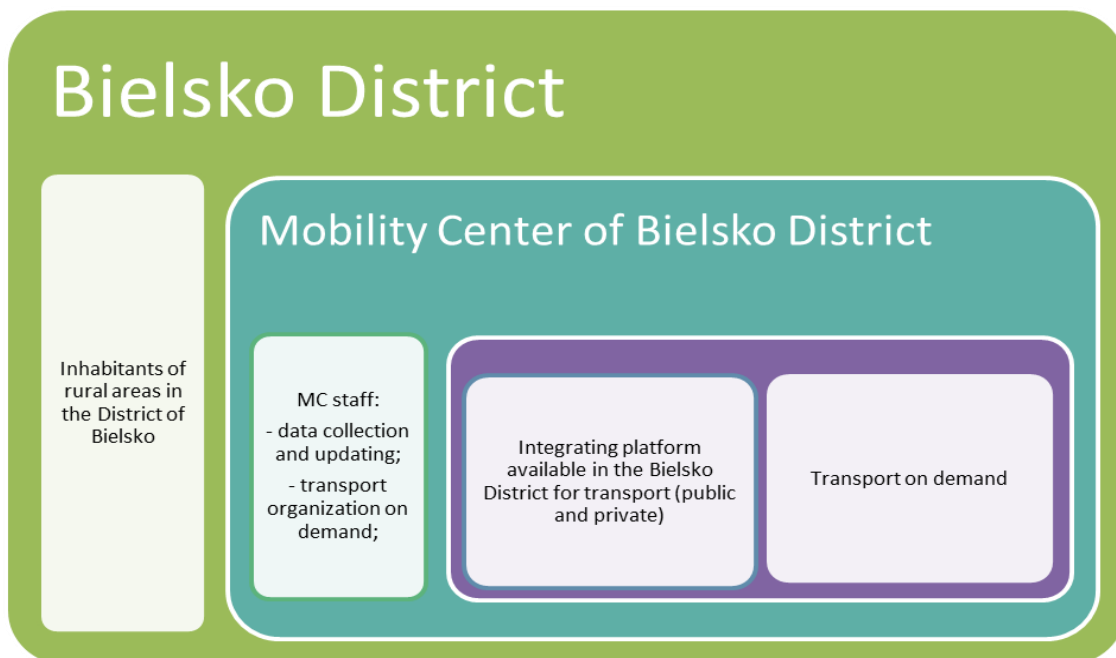 Bielsko District
Mobility Center of Bielsko District
Inhabitants of
rural areas in
the District of
Bielsko
MC staff:
- data collection
and updating;
- transport
organization on
demand;
Integrating platform
available in the Bielsko
District for transport (public
and private)
Transport on demand